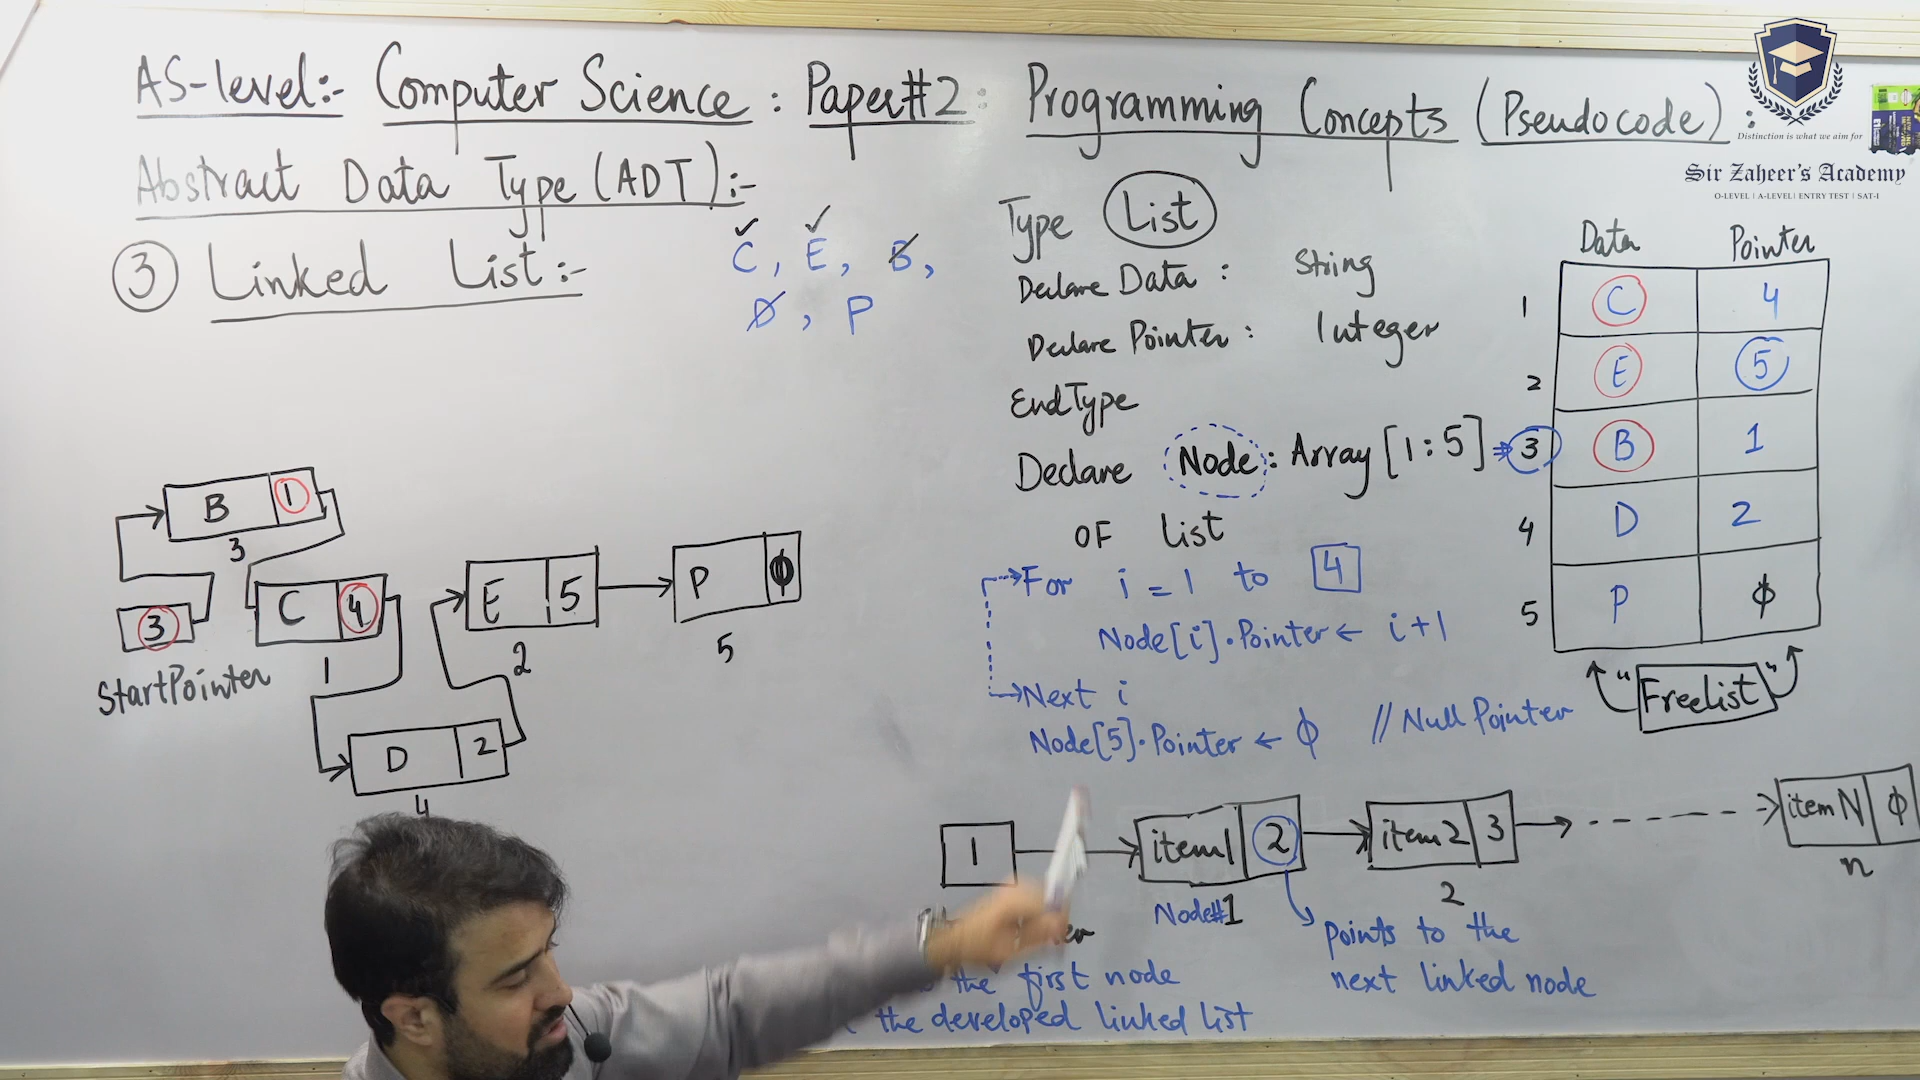 AS-level:- Computer Science : Paper#2 : Programming Concepts (Pseudocode) :
Abstract Data Type (ADT):-
③ Linked List:-
C, E, B,
D, P
Type List
Declare Data : String
Declare Pointer : Integer
EndType
Declare Node : Array [1:5]
OF List
For i = 1 to 4
Node[i].Pointer ← i+1
Next i
Node[5].Pointer ← φ // Null Pointer
Data Pointer
1 C 4
2 E 5
3 B 1
4 D 2
5 P φ
"Freelist"
B 1
3
3
StartPointer
C 4
1
E 5
2
P φ
5
D 2
4
1
item1 2
Node#1
item2 3
2
itemN φ
n
points to the
next linked node
the first node
the developed linked list
Distinction is what we aim for
Sir Zaheer's Academy
O-LEVEL | A-LEVEL | ENTRY TEST | SAT-I